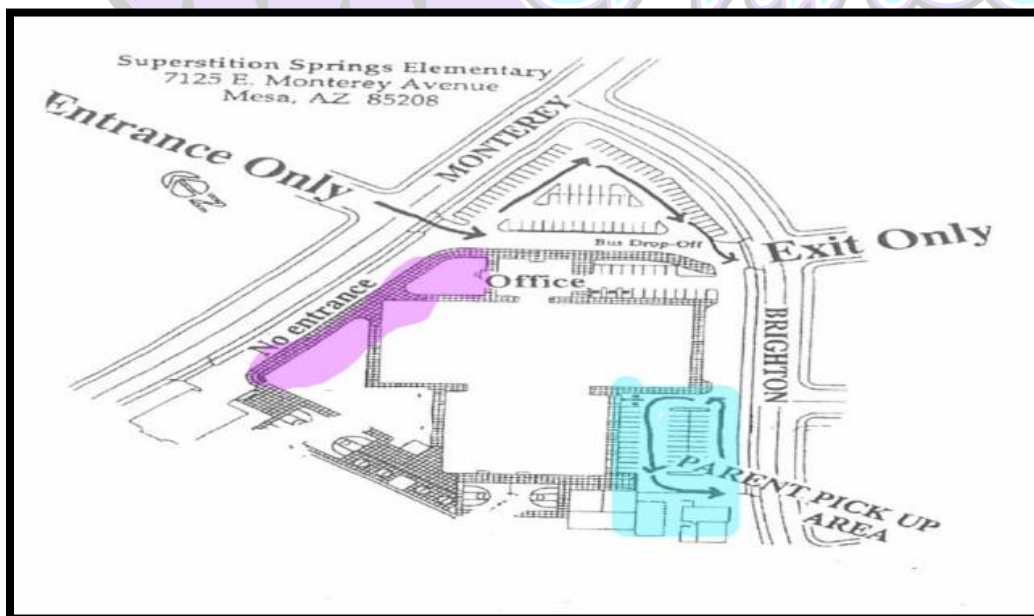 Superstition Springs Elementary
7125 E. Monterey Avenue
Mesa, AZ 85208
Entrance Only
MONTEREY
Bus Drop-Off
Exit Only
Office
No entrance
BRIGHTON
PARENT PICK UP
AREA